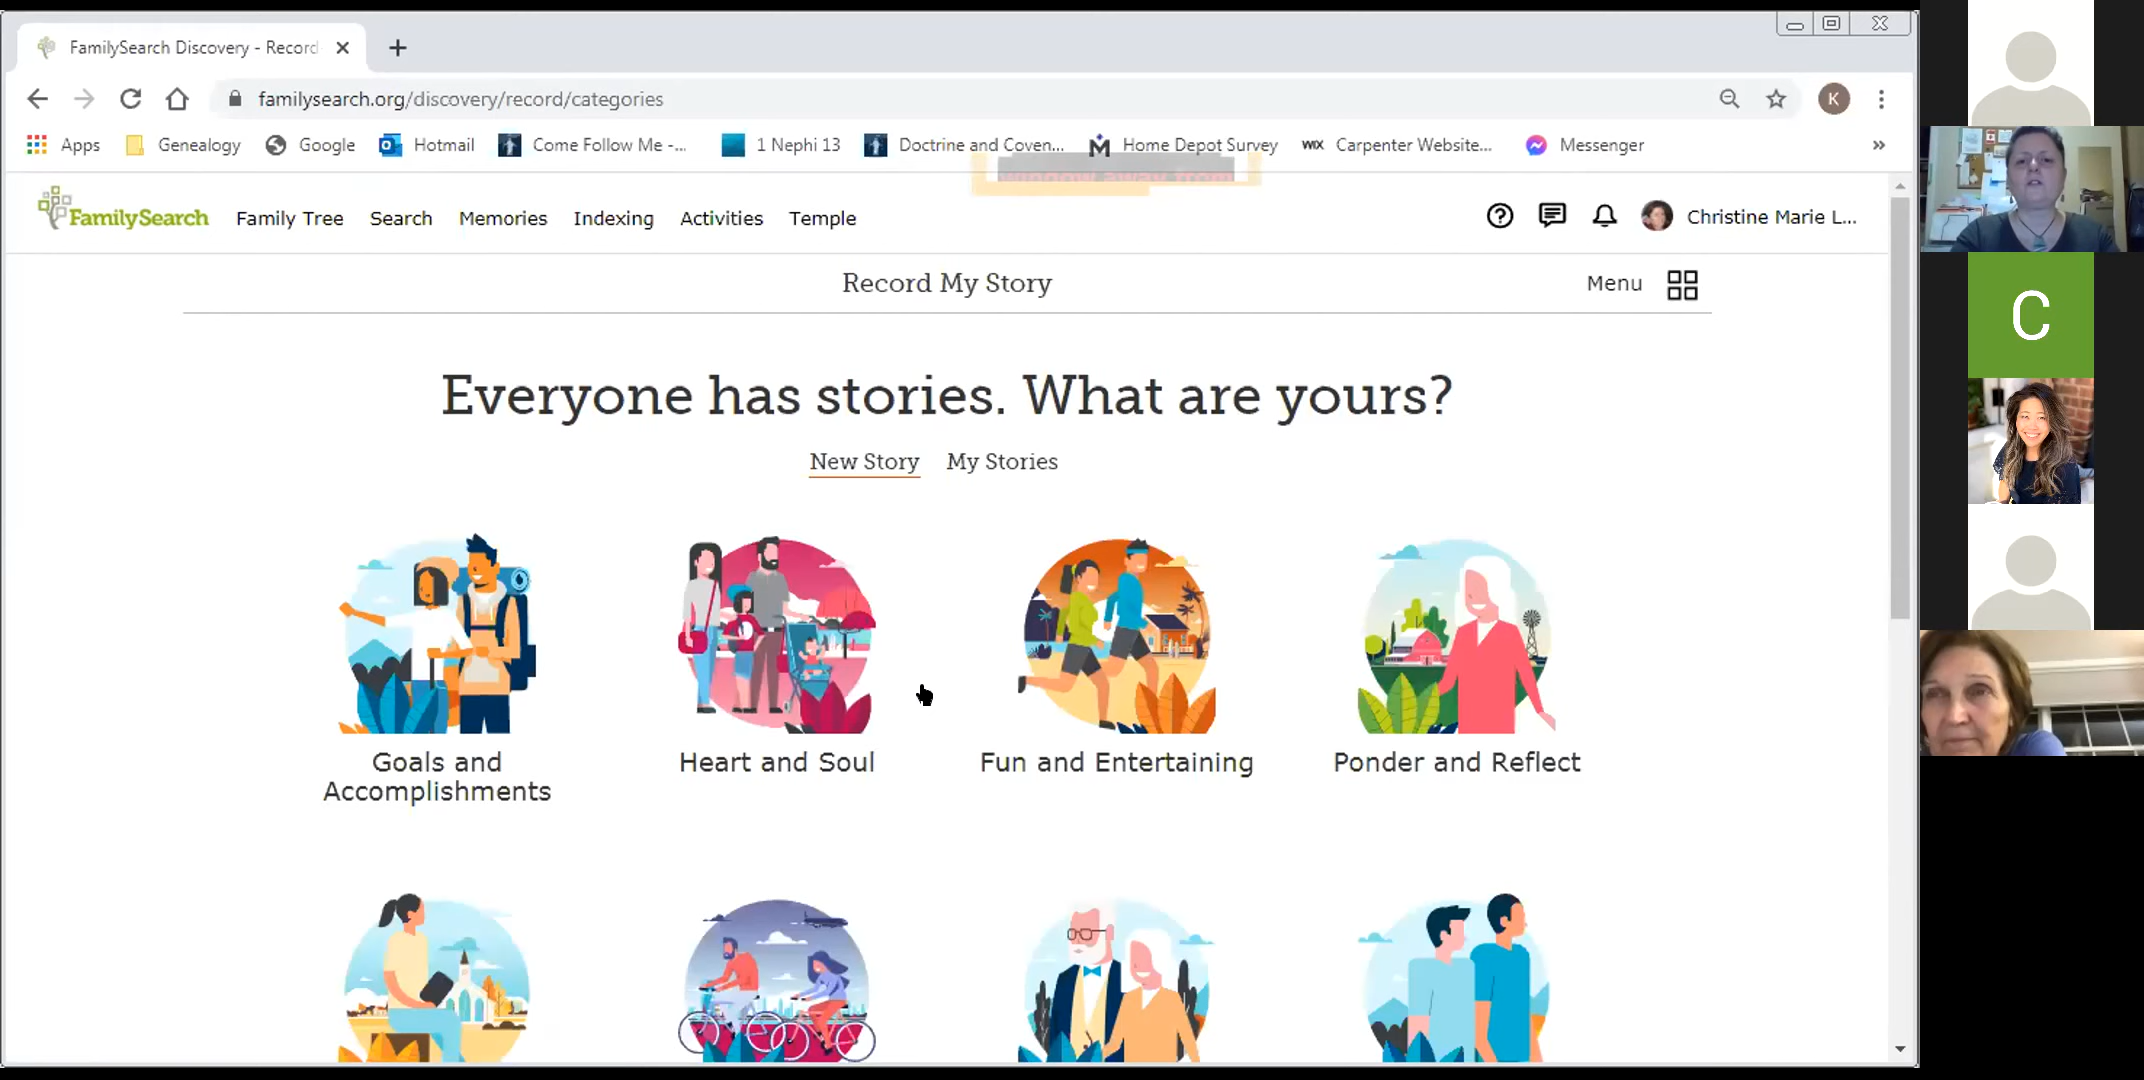 FamilySearch Discovery - Record
familysearch.org/discovery/record/categories
K
Apps Genealogy Google Hotmail Come Follow Me -... 1 Nephi 13 Doctrine and Coven... Home Depot Survey WIX Carpenter Website... Messenger »
FamilySearch Family Tree Search Memories Indexing Activities Temple Christine Marie L...
Record My Story
Menu
Everyone has stories. What are yours?
New Story My Stories
Goals and
Accomplishments
Heart and Soul
Fun and Entertaining
Ponder and Reflect
C